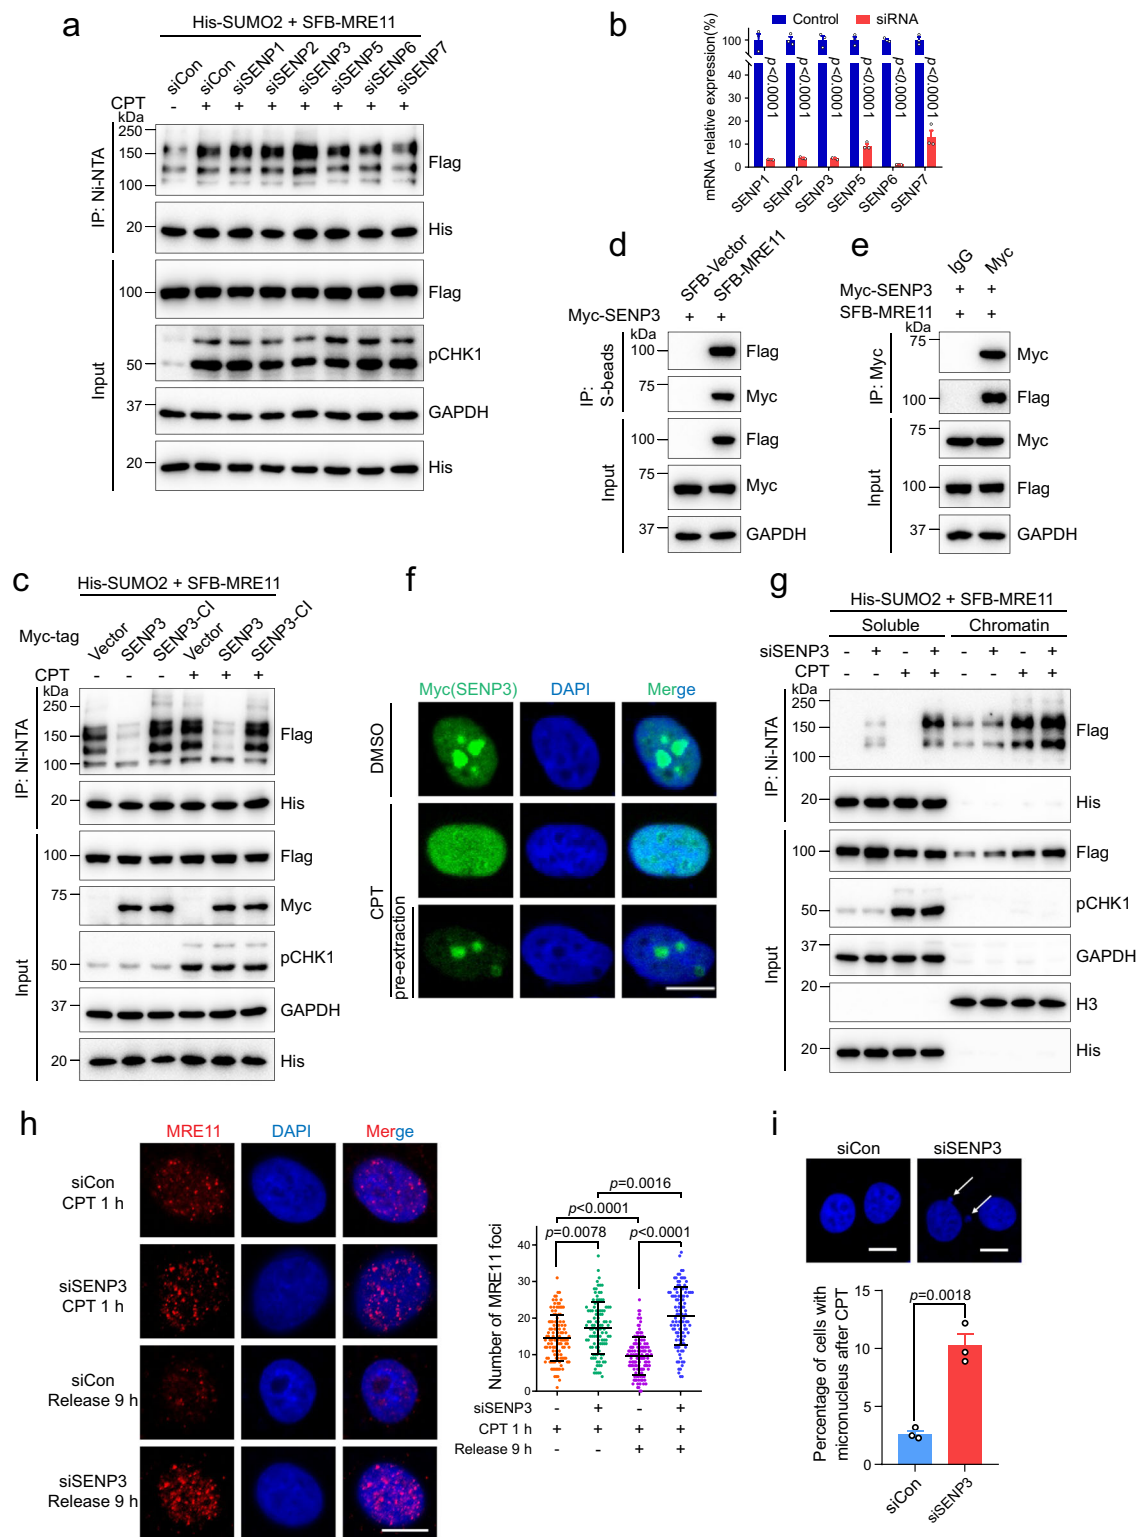 a
His-SUMO2 + SFB-MRE11
siCon siCon siSENP1 siSENP2 siSENP3 siSENP5 siSENP6 siSENP7
CPT - + + + + + + +
kDa
IP: Ni-NTA
250
150
100
Flag
20
His
Input
100
Flag
50
pCHK1
37
GAPDH
20
His
b
Control siRNA
mRNA relative expression(%)
100
80
60
40
20
10
0
p<0.0001 p<0.0001 p<0.0001 p<0.0001 p<0.0001 p<0.0001
SENP1 SENP2 SENP3 SENP5 SENP6 SENP7
d
SFB-Vector SFB-MRE11
Myc-SENP3 + +
kDa
IP: S-beads
100
Flag
75
Myc
Input
100
Flag
75
Myc
37
GAPDH
e
IgG Myc
Myc-SENP3 + +
SFB-MRE11 + +
kDa
IP: Myc
75
Myc
100
Flag
Input
75
Myc
100
Flag
37
GAPDH
c
His-SUMO2 + SFB-MRE11
Myc-tag Vector SENP3 SENP3-CI Vector SENP3 SENP3-CI
CPT - - - + + +
kDa
IP: Ni-NTA
250
150
100
Flag
20
His
Input
100
Flag
75
Myc
50
pCHK1
37
GAPDH
20
His
f
Myc(SENP3) DAPI Merge
DMSO
CPT
pre-extraction
g
His-SUMO2 + SFB-MRE11
Soluble Chromatin
siSENP3 - + - + - + - +
CPT - - + + - - + +
kDa
IP: Ni-NTA
250
150
100
Flag
20
His
Input
100
Flag
50
pCHK1
37
GAPDH
20
H3
20
His
h
MRE11 DAPI Merge
siCon
CPT 1 h
siSENP3
CPT 1 h
siCon
Release 9 h
siSENP3
Release 9 h
Number of MRE11 foci
p=0.0016
p<0.0001
p=0.0078 p<0.0001
40
30
20
10
0
siSENP3 - + - +
CPT 1 h + + + +
Release 9 h - - + +
i
siCon siSENP3
Percentage of cells with
micronucleus after CPT
p=0.0018
15
10
5
0
siCon siSENP3